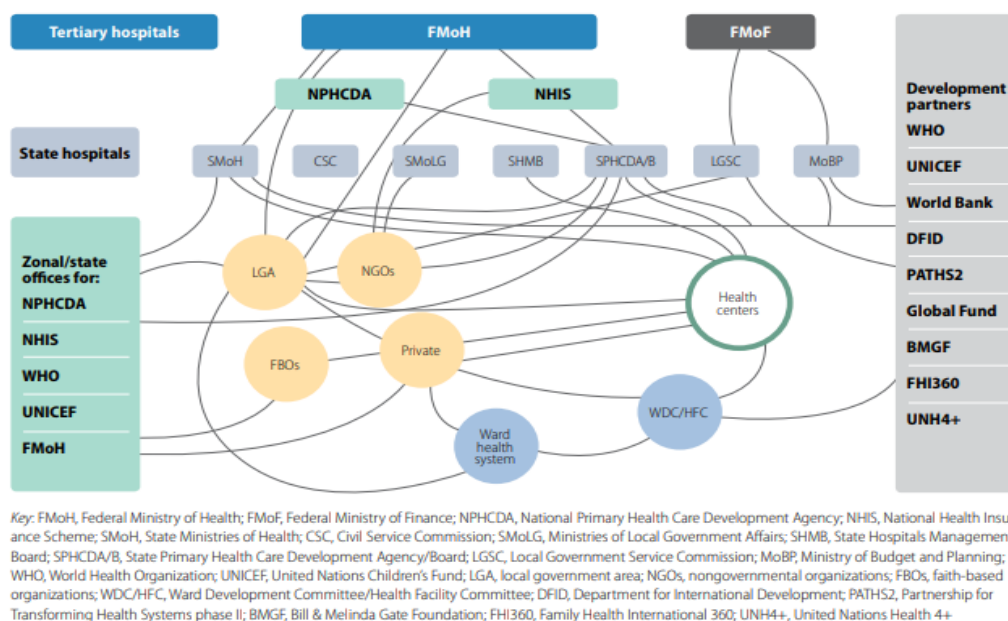 Tertiary hospitals
FMoH
FMoF
NPHCDA
NHIS
State hospitals
SMoH
CSC
SMoLG
SHMB
SPHCDA/B
LGSC
MoBP
Development
partners
WHO
UNICEF
World Bank
DFID
PATHS2
Global Fund
BMGF
FHI360
UNH4+
Zonal/state
offices for:
NPHCDA
NHIS
WHO
UNICEF
FMoH
LGA
NGOs
FBOs
Private
Health
centers
WDC/HFC
Ward
health
system
Key: FMoH, Federal Ministry of Health; FMoF, Federal Ministry of Finance; NPHCDA, National Primary Health Care Development Agency; NHIS, National Health Insu
ance Scheme; SMoH, State Ministries of Health; CSC, Civil Service Commission; SMoLG, Ministries of Local Government Affairs; SHMB, State Hospitals Managemen
Board; SPHCDA/B, State Primary Health Care Development Agency/Board; LGSC, Local Government Service Commission; MoBP, Ministry of Budget and Planning;
WHO, World Health Organization; UNICEF, United Nations Children's Fund; LGA, local government area; NGOs, nongovernmental organizations; FBOs, faith-based
organizations; WDC/HFC, Ward Development Committee/Health Facility Committee; DFID, Department for International Development; PATHS2, Partnership for
Transforming Health Systems phase II; BMGF, Bill & Melinda Gate Foundation; FHI360, Family Health International 360; UNH4+, United Nations Health 4+